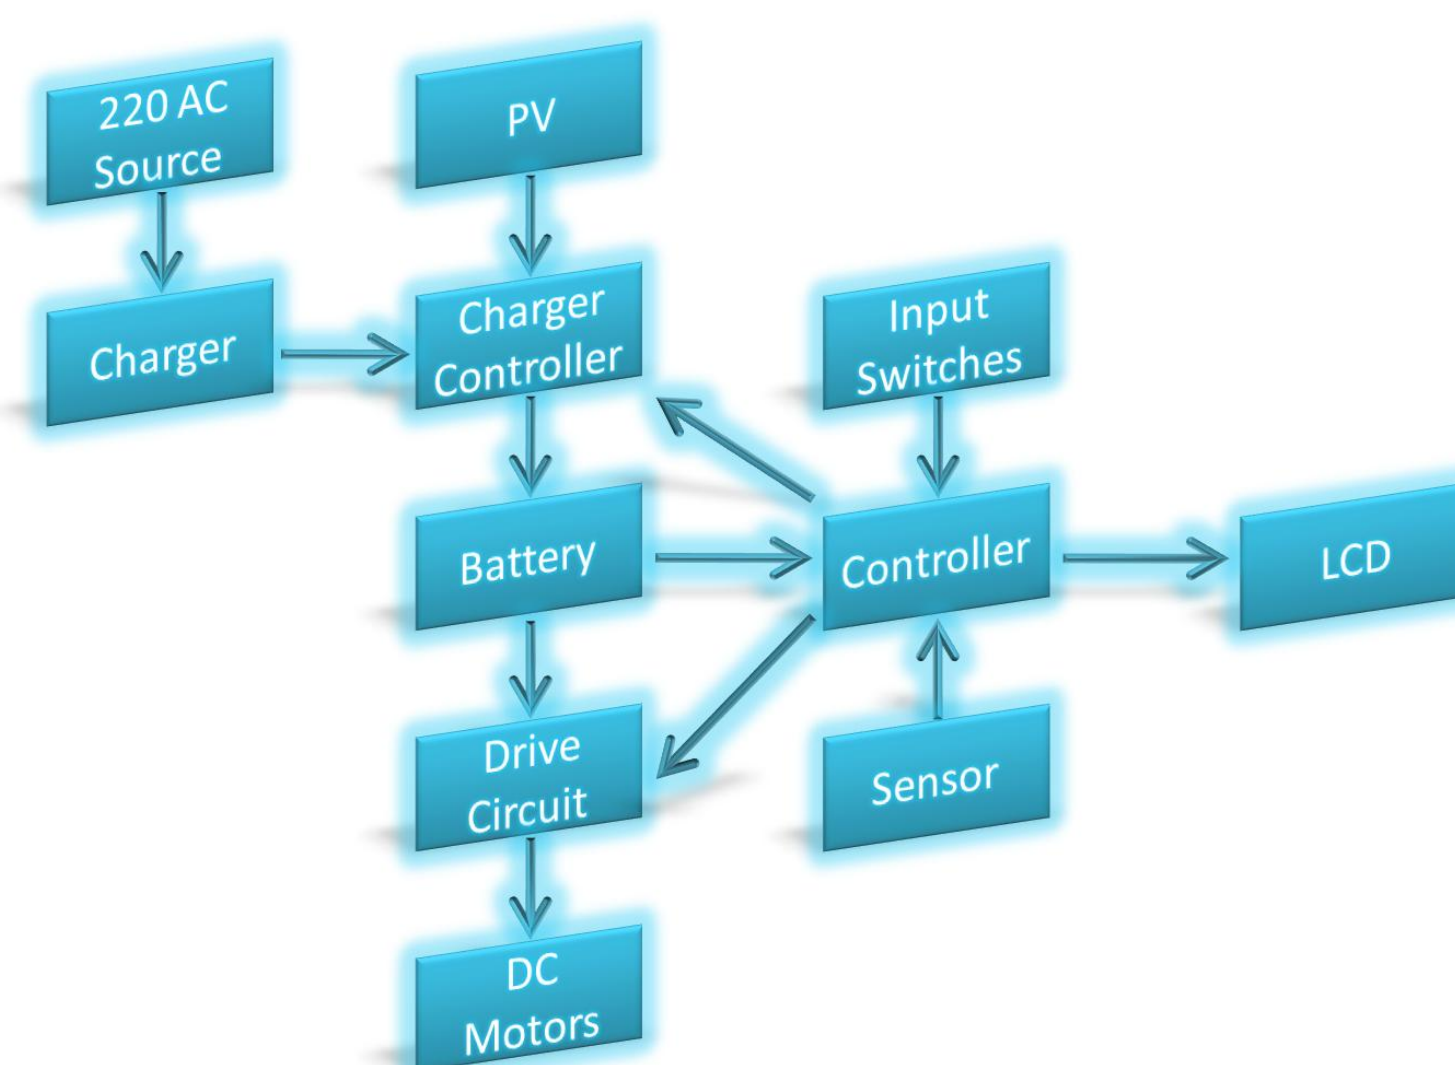 220 AC
Source
PV
Charger
Charger
Controller
Input
Switches
Battery
Controller
LCD
Drive
Circuit
Sensor
DC
Motors